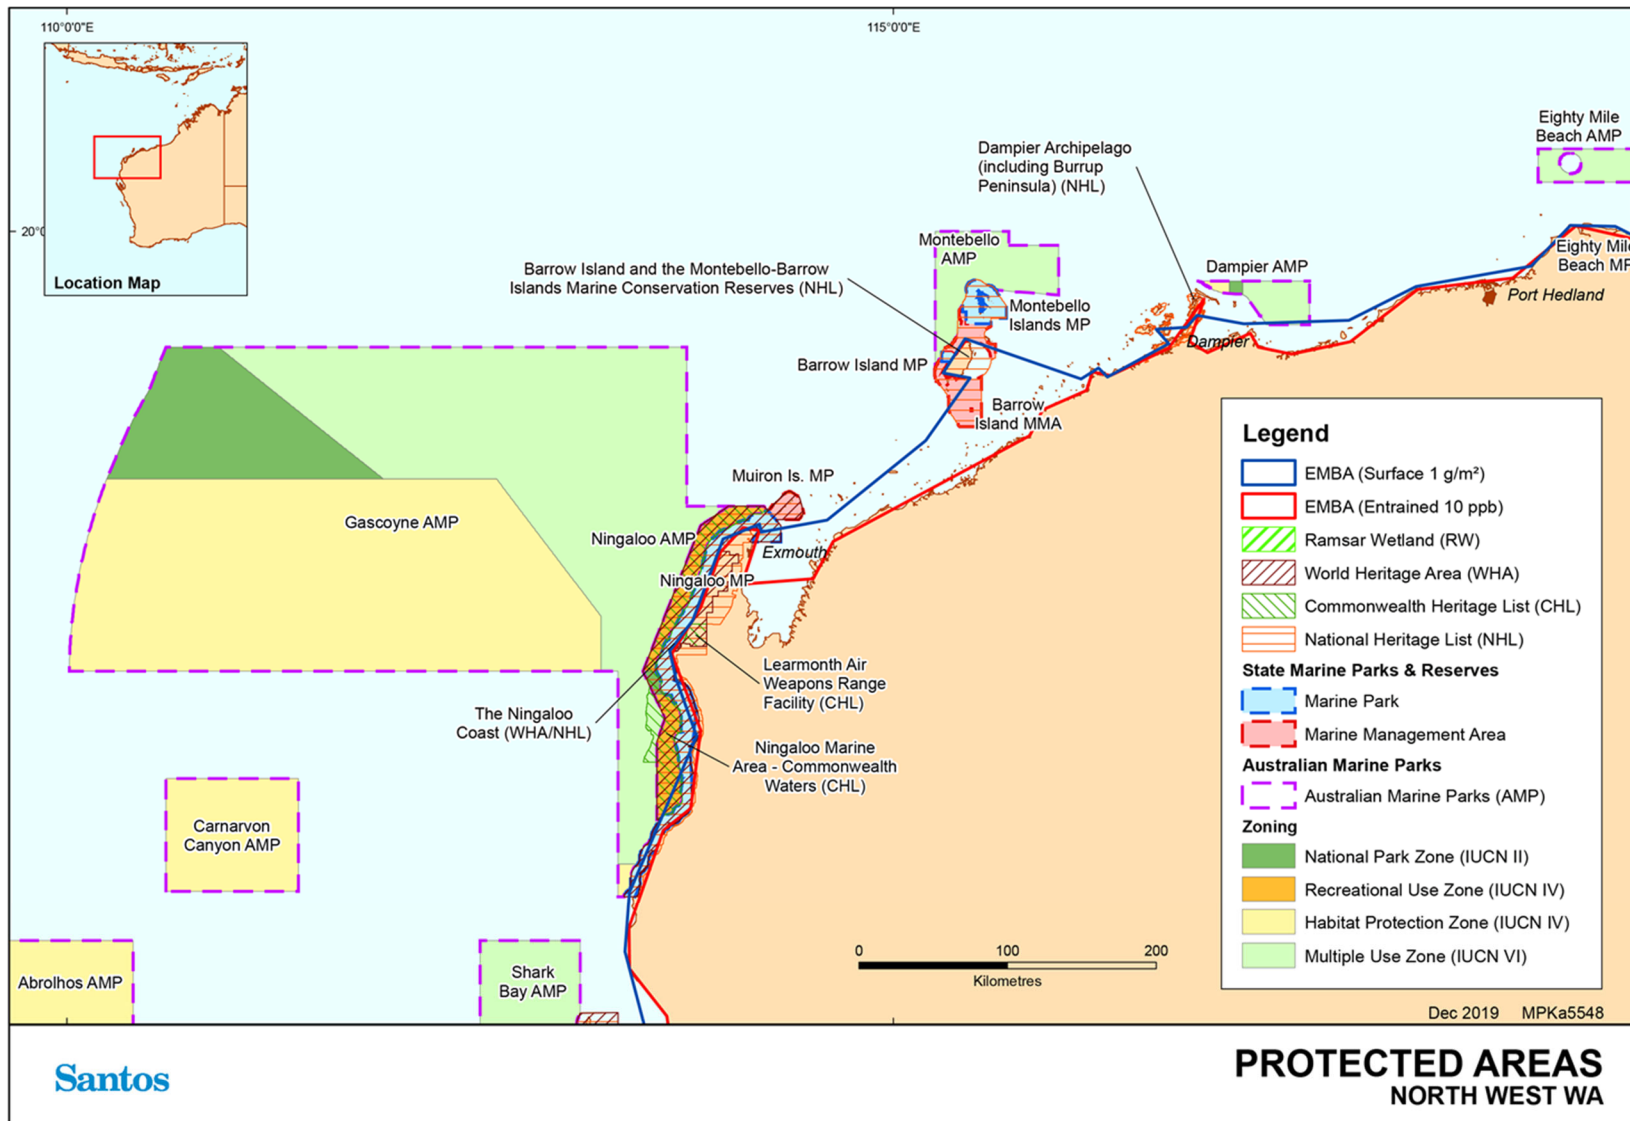 110°0'0"E
115°0'0"E
20°0
Location Map
Eighty Mile
Beach AMP
Dampier Archipelago
(including Burrup
Peninsula) (NHL)
Montebello
AMP
Dampier AMP
Eighty Mile
Beach MP
Barrow Island and the Montebello-Barrow
Islands Marine Conservation Reserves (NHL)
Montebello
Islands MP
Port Hedland
Dampier
Barrow Island MP
Barrow
Island MMA
Muiron Is. MP
Gascoyne AMP
Ningaloo AMP
Exmouth
Ningaloo MP
Learmonth Air
Weapons Range
Facility (CHL)
The Ningaloo
Coast (WHA/NHL)
Ningaloo Marine
Area - Commonwealth
Waters (CHL)
Carnarvon
Canyon AMP
Abrolhos AMP
Shark
Bay AMP
Legend
EMBA (Surface 1 g/m²)
EMBA (Entrained 10 ppb)
Ramsar Wetland (RW)
World Heritage Area (WHA)
Commonwealth Heritage List (CHL)
National Heritage List (NHL)
State Marine Parks & Reserves
Marine Park
Marine Management Area
Australian Marine Parks
Australian Marine Parks (AMP)
Zoning
National Park Zone (IUCN II)
Recreational Use Zone (IUCN IV)
Habitat Protection Zone (IUCN IV)
Multiple Use Zone (IUCN VI)
0 100 200
Kilometres
Dec 2019 MPKa5548
Santos
PROTECTED AREAS
NORTH WEST WA